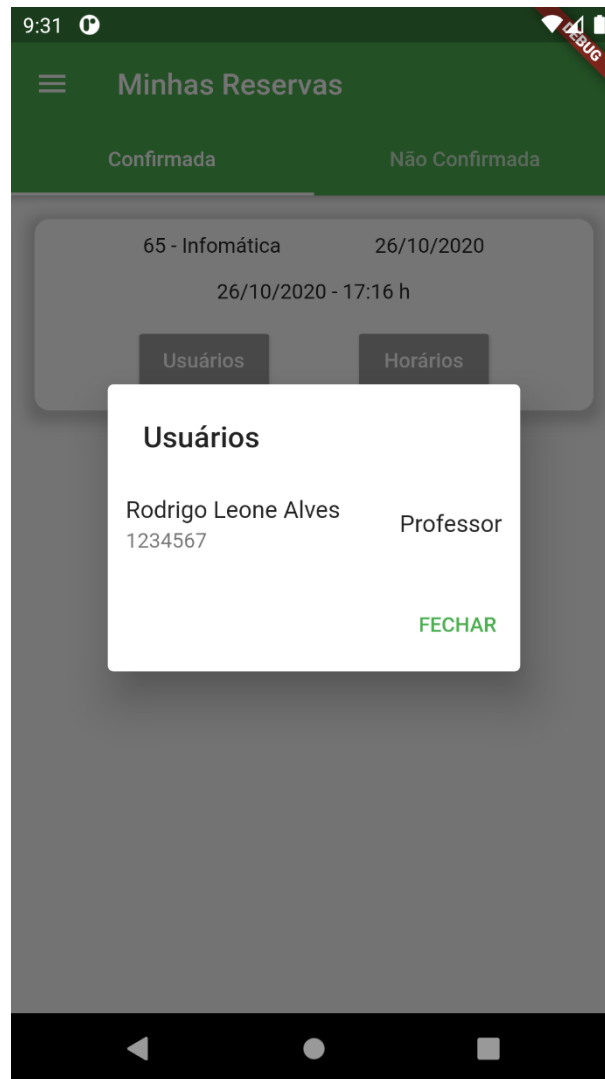 9:31
DEBUG
Minhas Reservas
Confirmada Não Confirmada
65 - Infomática 26/10/2020
26/10/2020 - 17:16 h
Usuários Horários
Usuários
Rodrigo Leone Alves Professor
1234567
FECHAR